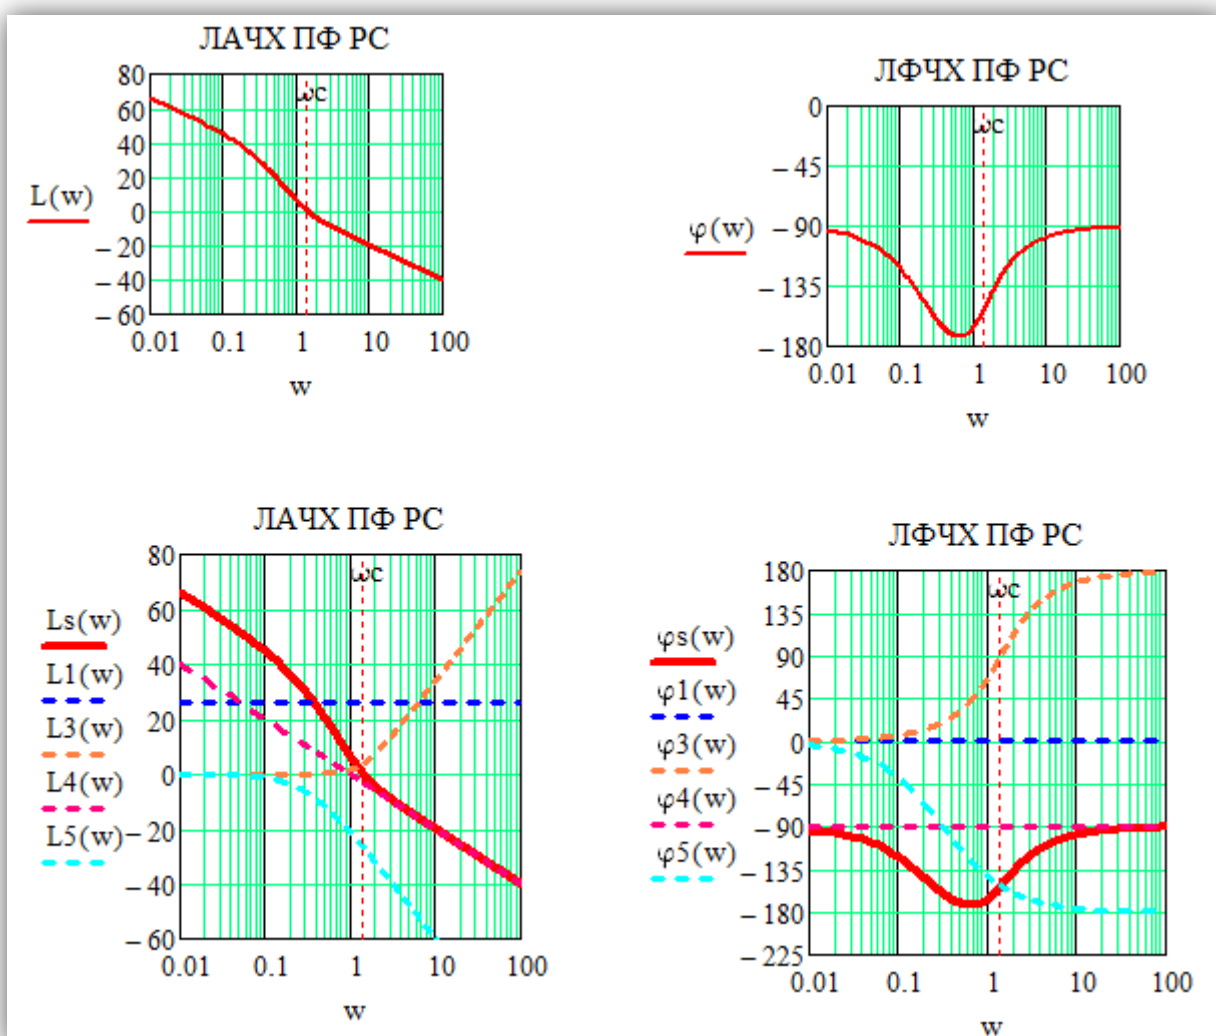 ЛАЧХ ПФ РС
80
60
40
20
0
−20
−40
−60
L(w)
ωc
0.01 0.1 1 10 100
w
ЛФЧХ ПФ РС
0
−45
−90
−135
−180
φ(w)
ωc
0.01 0.1 1 10 100
w
ЛАЧХ ПФ РС
80
60
40
20
0
−20
−40
−60
Ls(w)
L1(w)
L3(w)
L4(w)
L5(w)
ωc
0.01 0.1 1 10 100
w
ЛФЧХ ПФ РС
180
135
90
45
0
−45
−90
−135
−180
−225
φs(w)
φ1(w)
φ3(w)
φ4(w)
φ5(w)
ωc
0.01 0.1 1 10 100
w